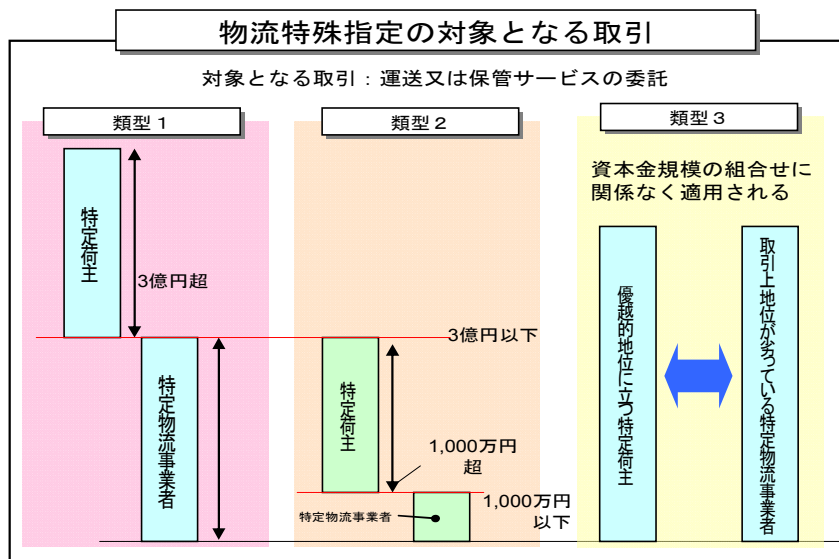 物流特殊指定の対象となる取引
対象となる取引：運送又は保管サービスの委託
類型１
特定荷主
3億円超
特定物流事業者
類型２
3億円以下
特定荷主
1,000万円
超
特定物流事業者
1,000万円
以下
類型３
資本金規模の組合せに
関係なく適用される
優越的地位に立つ特定荷主
取引上地位が劣っている特定物流事業者